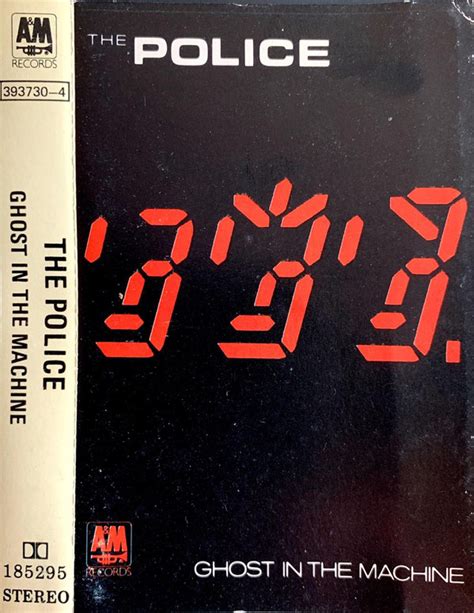 A&M
RECORDS
393730-4
THE POLICE
GHOST IN THE MACHINE
185295
STEREO
THE POLICE
A&M
RECORDS
GHOST IN THE MACHINE